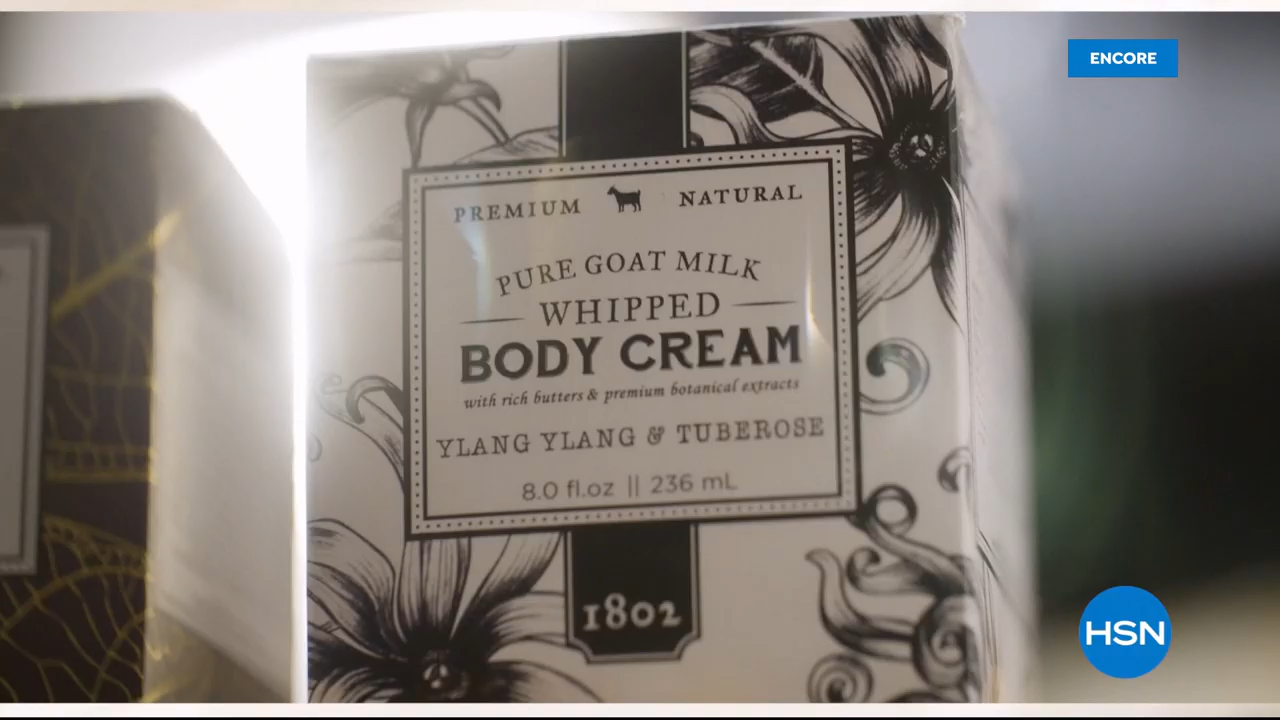 ENCORE
PREMIUM NATURAL
PURE GOAT MILK
WHIPPED
BODY CREAM
with rich butters & premium botanical extracts
YLANG YLANG & TUBEROSE
8.0 fl.oz || 236 mL
1802
HSN